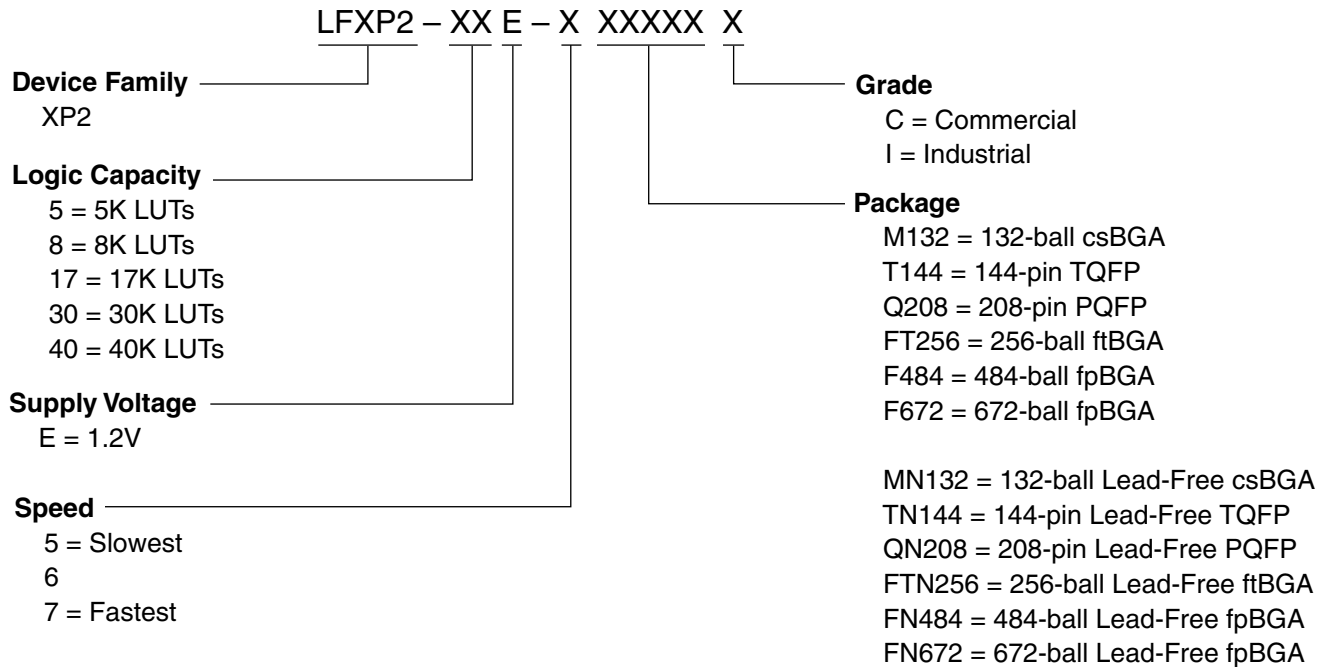 LFXP2 – XX E – X XXXXX X
Device Family
XP2
Logic Capacity
5 = 5K LUTs
8 = 8K LUTs
17 = 17K LUTs
30 = 30K LUTs
40 = 40K LUTs
Supply Voltage
E = 1.2V
Speed
5 = Slowest
6
7 = Fastest
Grade
C = Commercial
I = Industrial
Package
M132 = 132-ball csBGA
T144 = 144-pin TQFP
Q208 = 208-pin PQFP
FT256 = 256-ball ftBGA
F484 = 484-ball fpBGA
F672 = 672-ball fpBGA
MN132 = 132-ball Lead-Free csBGA
TN144 = 144-pin Lead-Free TQFP
QN208 = 208-pin Lead-Free PQFP
FTN256 = 256-ball Lead-Free ftBGA
FN484 = 484-ball Lead-Free fpBGA
FN672 = 672-ball Lead-Free fpBGA